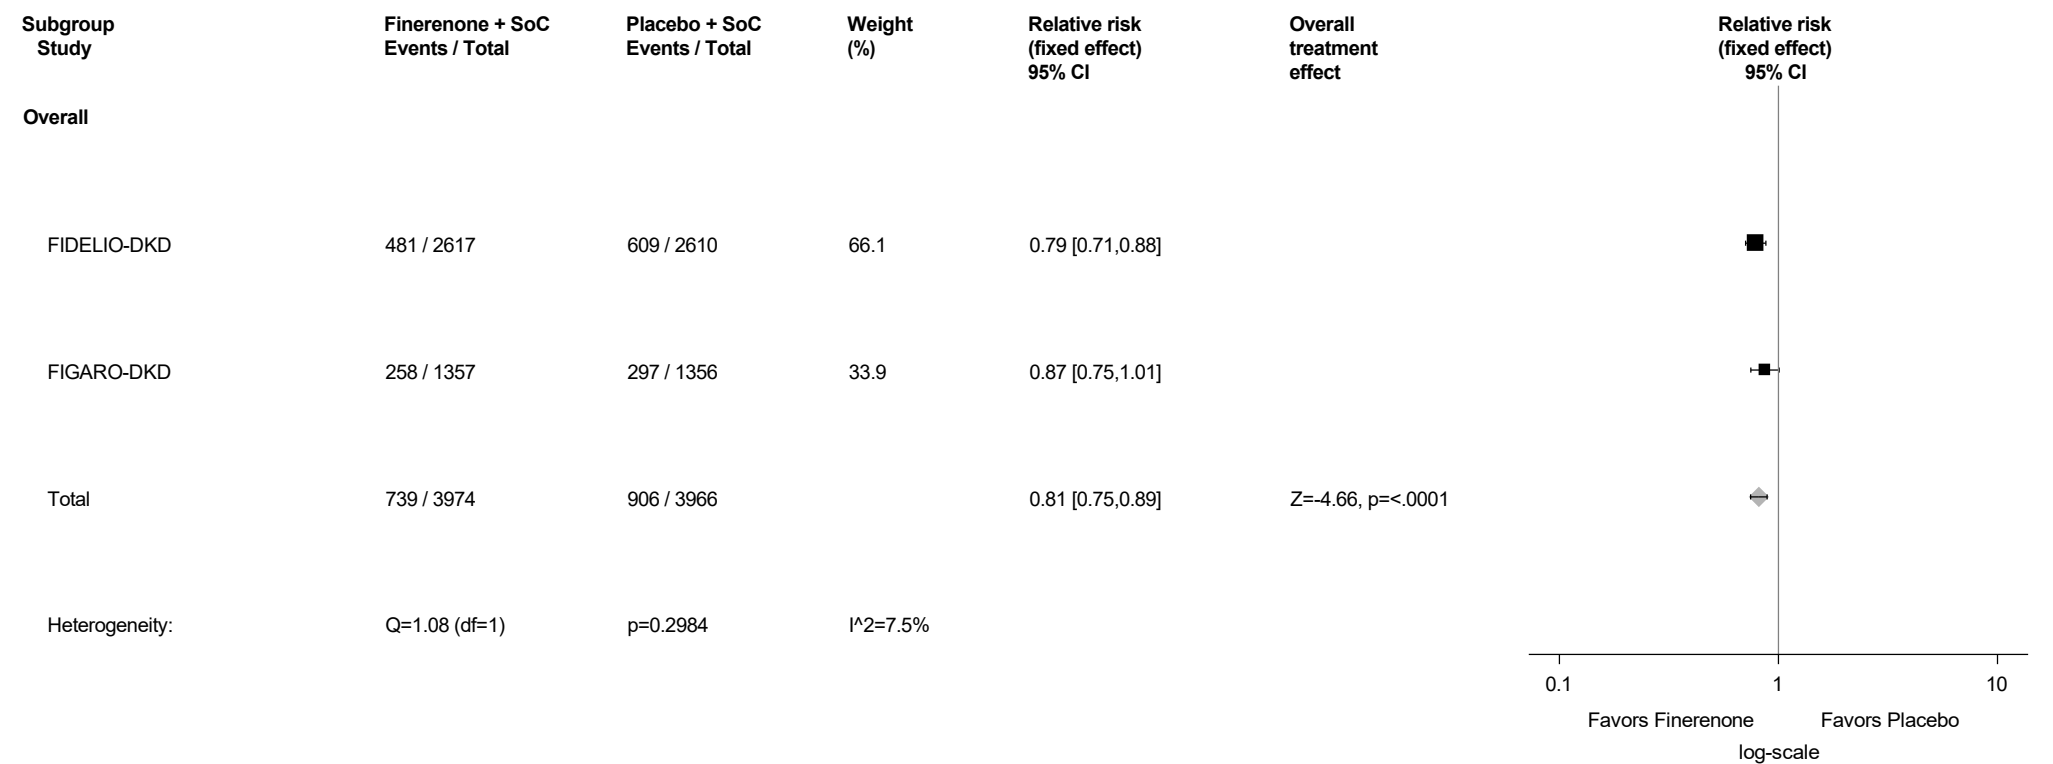 Subgroup Finerenone + SoC Placebo + SoC Weight Relative risk Overall Relative risk
Study Events / Total Events / Total (%) (fixed effect) treatment (fixed effect)
95% CI effect 95% CI
Overall
FIDELIO-DKD 481 / 2617 609 / 2610 66.1 0.79 [0.71,0.88]
FIGARO-DKD 258 / 1357 297 / 1356 33.9 0.87 [0.75,1.01]
Total 739 / 3974 906 / 3966 0.81 [0.75,0.89] Z=-4.66, p=<.0001
Heterogeneity: Q=1.08 (df=1) p=0.2984 I^2=7.5%
0.1 1 10
Favors Finerenone Favors Placebo
log-scale